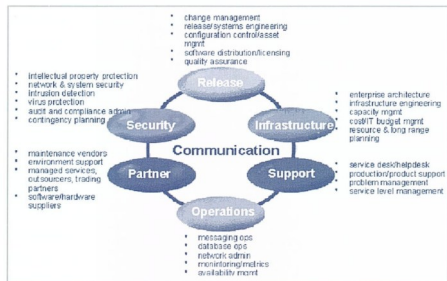 change management
release/systems engineering
configuration control/asset
mgmt
software distribution/licensing
quality assurance
Release
intellectual property protection
network & system security
intrusion detection
virus protection
audit and compliance admin
contingency planning
Security
Infrastructure
enterprise architecture
infrastructure engineering
capacity mgmt
cost/IT budget mgmt
resource & long range
planning
Communication
maintenance vendors
environment support
managed services,
outsourcers, trading
partners
software/hardware
suppliers
Partner
Support
service desk/helpdesk
production/product support
problem management
service level management
Operations
messaging ops
database ops
network admin
monintoring/metrics
availability mgmt